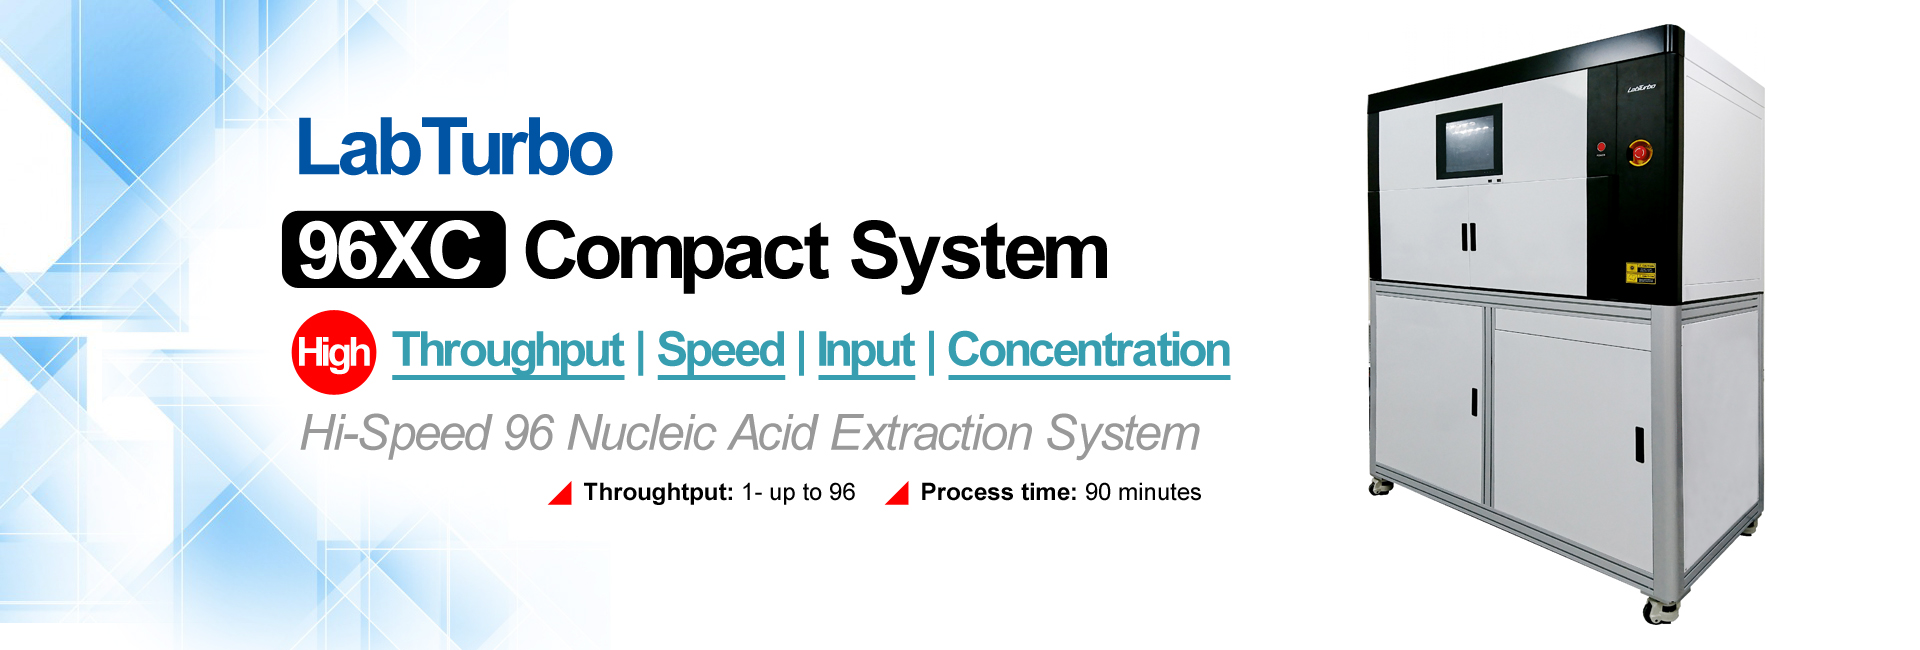 LabTurbo
96XC Compact System
High Throughput | Speed | Input | Concentration
Hi-Speed 96 Nucleic Acid Extraction System
Throughtput: 1- up to 96 Process time: 90 minutes
LabTurbo